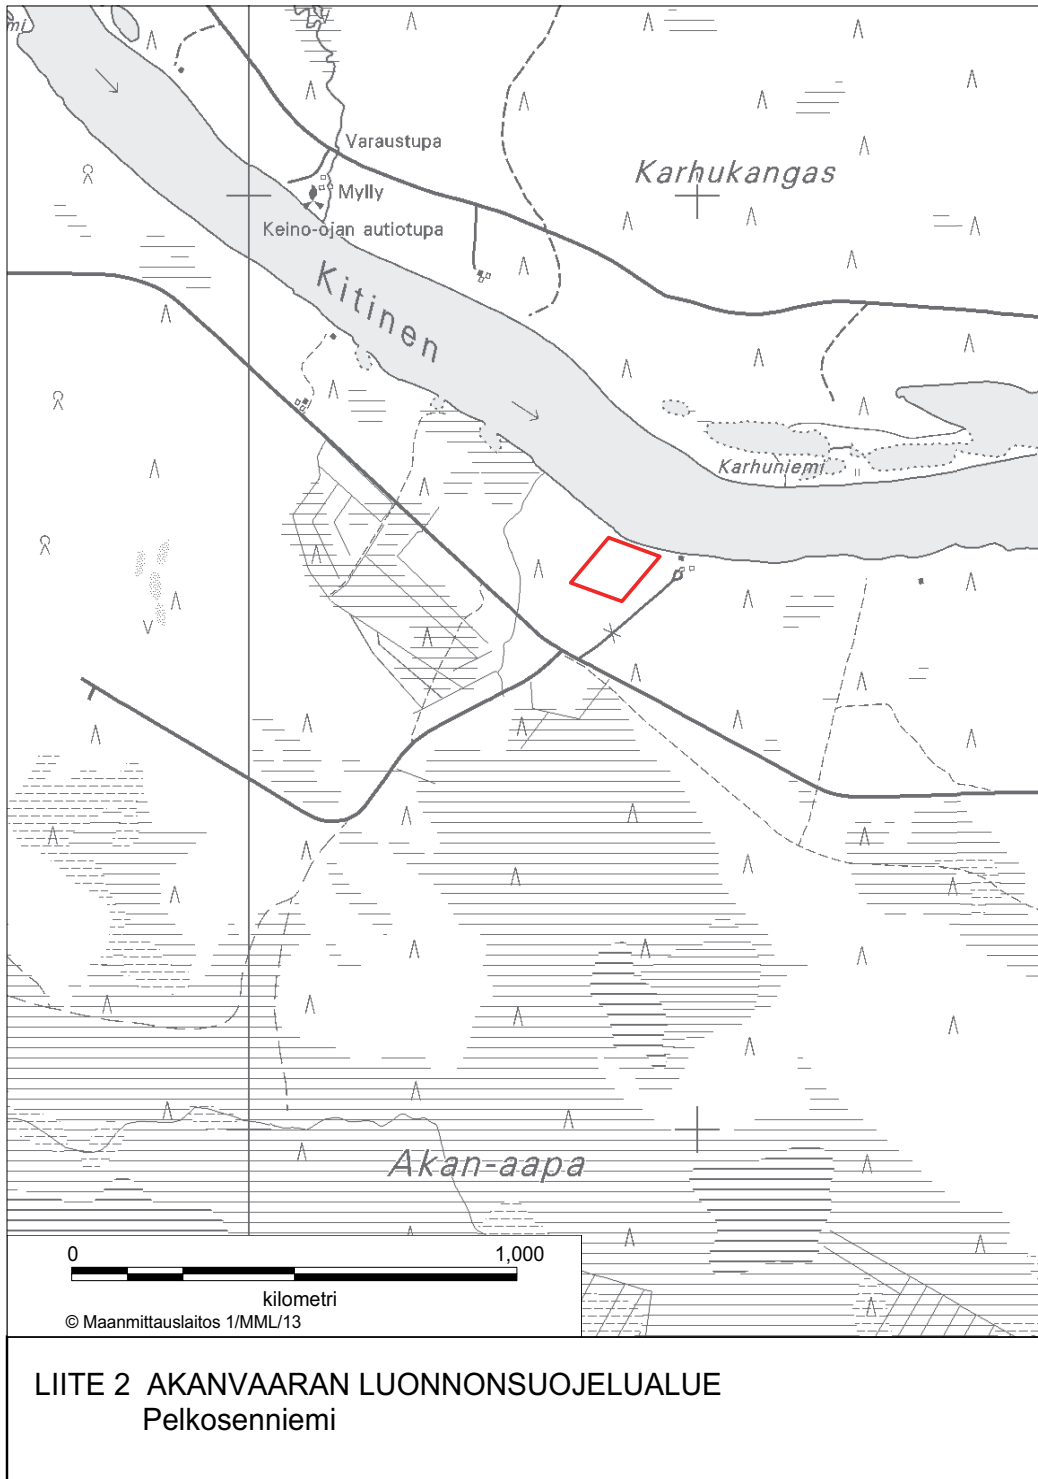 mi
Varaustupa
Karhukangas
Mylly
Keino-ojan autiotupa
Kitinen
Karhuniemi
Akan-aapa
0 1,000
kilometri
© Maanmittauslaitos 1/MML/13
LIITE 2 AKANVAARAN LUONNONSUOJELUALUE
Pelkosenniemi